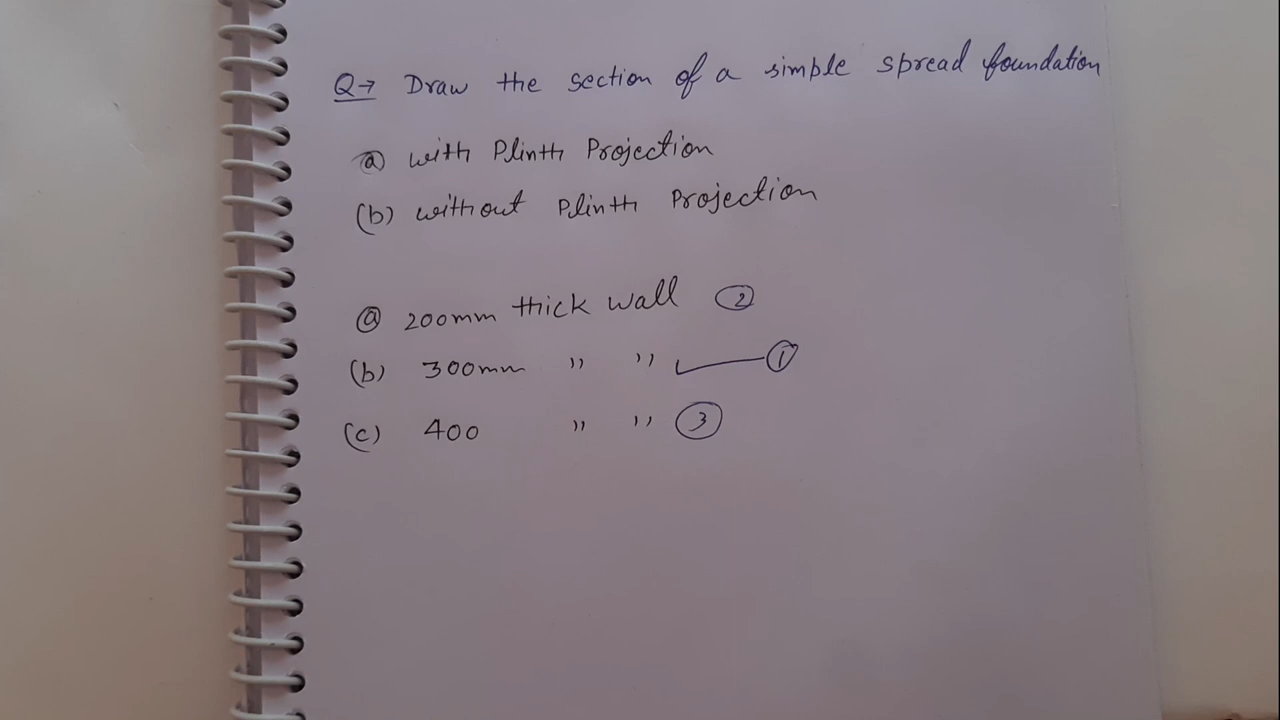 Q→ Draw the section of a simple spread foundation
(a) with Plinth Projection
(b) without Plinth Projection
(a) 200mm thick wall (2)
(b) 300mm " " (1)
(c) 400 " " (3)